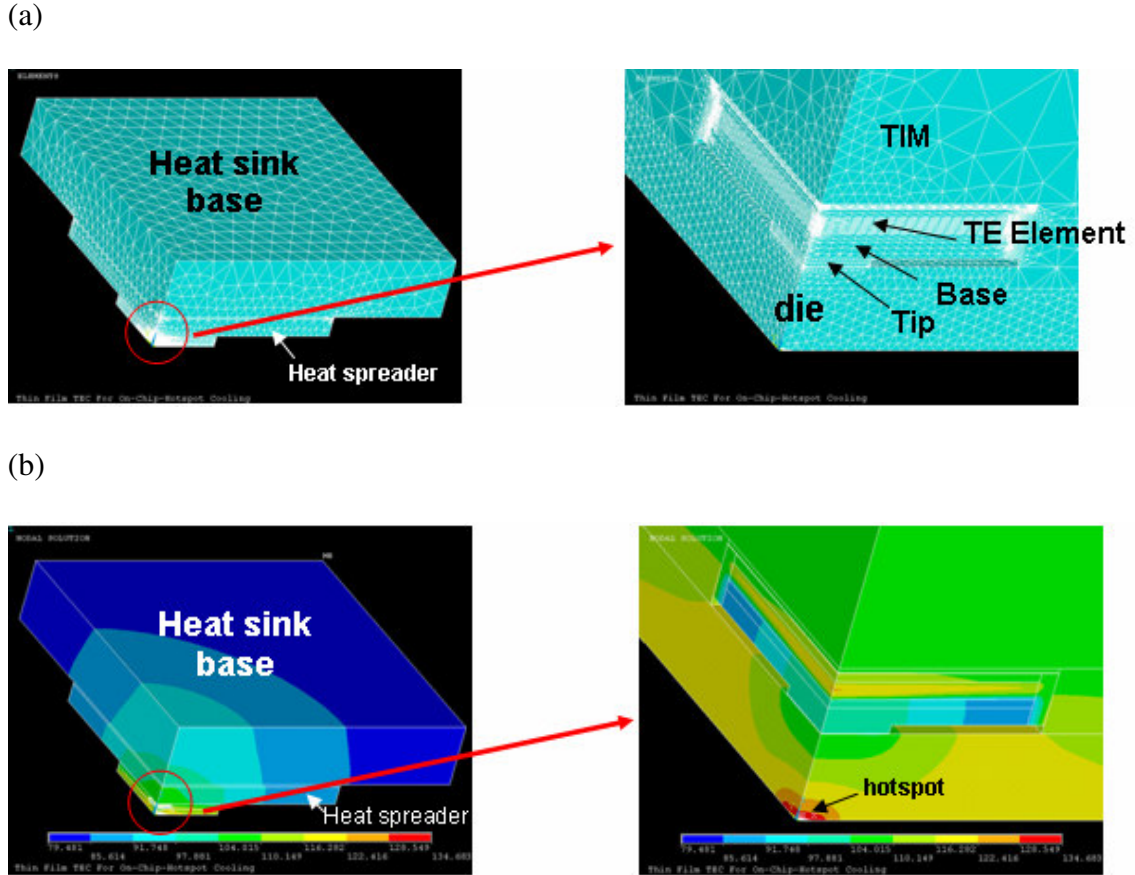 (a)
ELEMENTS
Heat sink
base
Heat spreader
Thin Film TEC For On-Chip-Hotspot Cooling
ELEMENTS
TIM
TE Element
Base
Tip
die
Thin Film TEC For On-Chip-Hotspot Cooling
(b)
NODAL SOLUTION
MX
Heat sink
base
Heat spreader
79.481 91.748 104.015 116.282 128.549
85.614 97.881 110.149 122.416 134.683
Thin Film TEC For On-Chip-Hotspot Cooling
NODAL SOLUTION
hotspot
79.481 91.748 104.015 116.282 128.549
85.614 97.881 110.149 122.416 134.683
Thin Film TEC For On-Chip-Hotspot Cooling